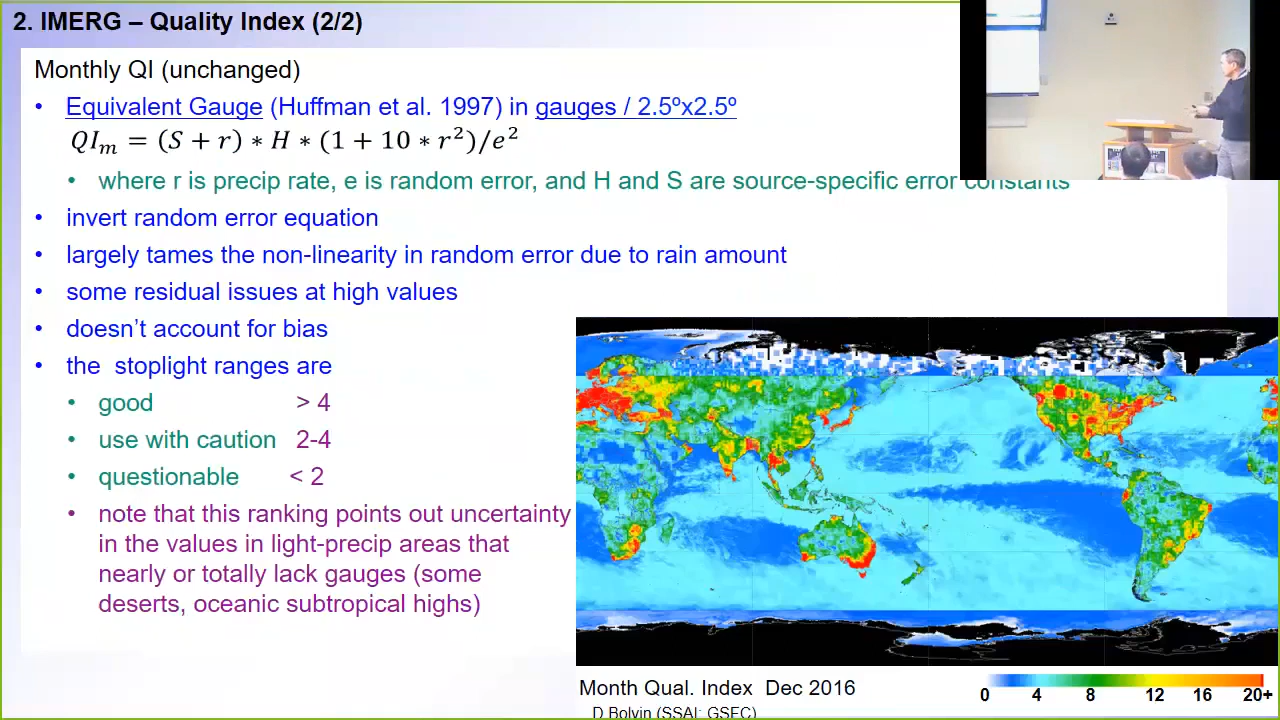 2. IMERG – Quality Index (2/2)
Monthly QI (unchanged)
• Equivalent Gauge (Huffman et al. 1997) in gauges / 2.5ºx2.5º
QIₘ = (S + r) ∗ H ∗ (1 + 10 ∗ r²)/e²
• where r is precip rate, e is random error, and H and S are source-specific error constants
• invert random error equation
• largely tames the non-linearity in random error due to rain amount
• some residual issues at high values
• doesn’t account for bias
• the stoplight ranges are
• good > 4
• use with caution 2-4
• questionable < 2
• note that this ranking points out uncertainty
in the values in light-precip areas that
nearly or totally lack gauges (some
deserts, oceanic subtropical highs)
Month Qual. Index Dec 2016
0 4 8 12 16 20+
D Bolvin (SSAI; GSFC)